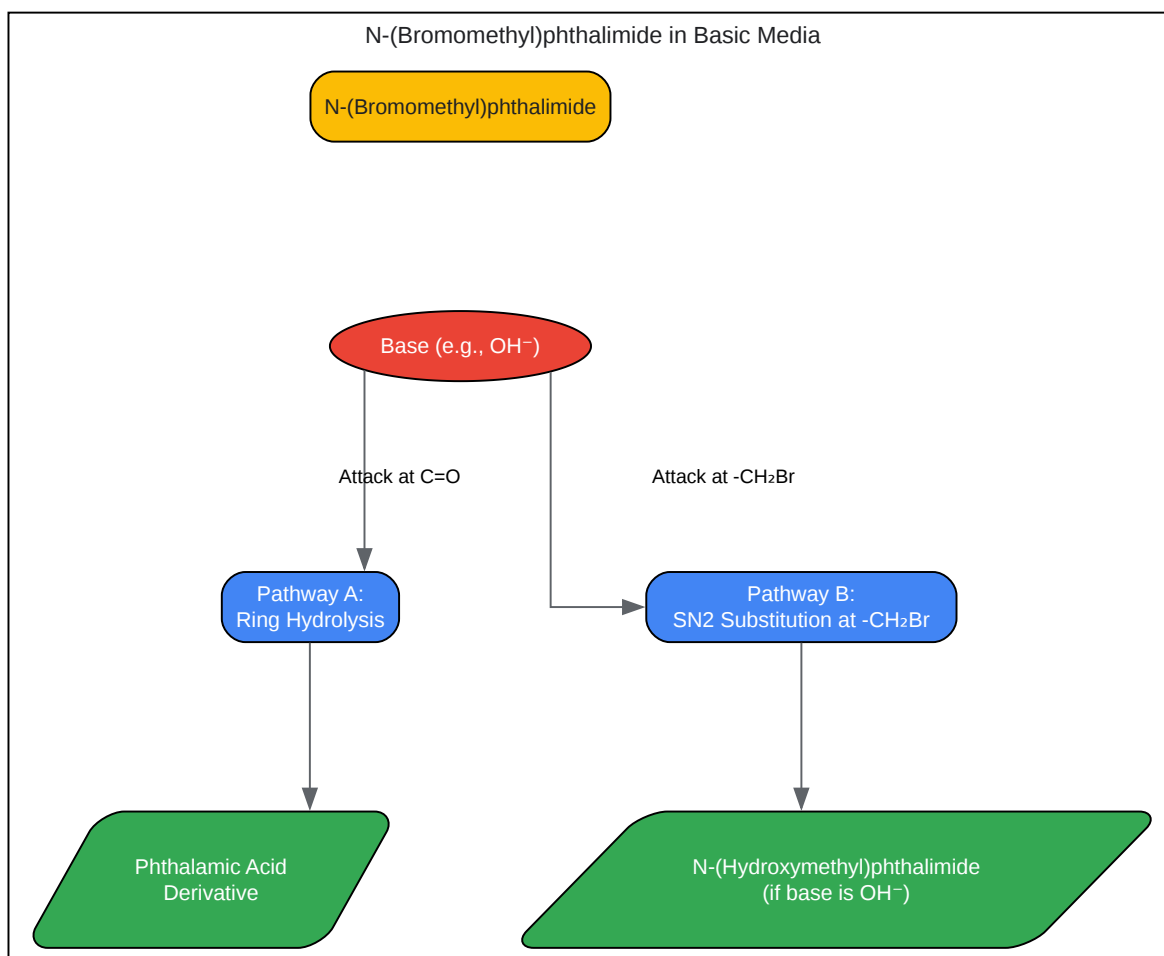 N-(Bromomethyl)phthalimide in Basic Media
N-(Bromomethyl)phthalimide
Base (e.g., OH⁻)
Attack at C=O
Attack at -CH₂Br
Pathway A:
Ring Hydrolysis
Pathway B:
SN2 Substitution at -CH₂Br
Phthalamic Acid
Derivative
N-(Hydroxymethyl)phthalimide
(if base is OH⁻)